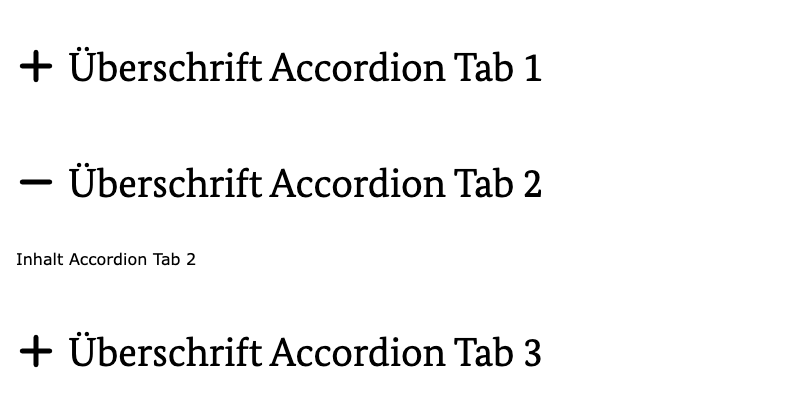 Überschrift Accordion Tab 1
Überschrift Accordion Tab 2
Inhalt Accordion Tab 2
Überschrift Accordion Tab 3